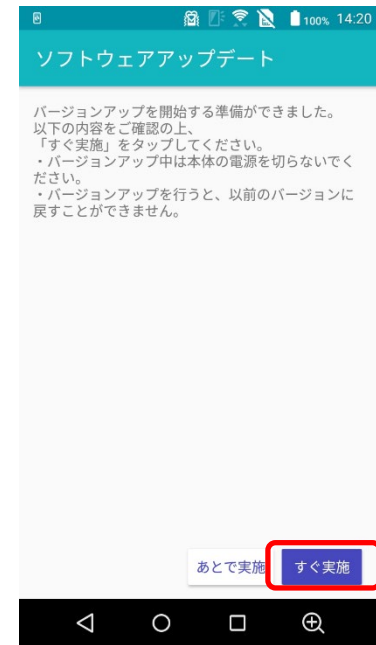 100% 14:20
ソフトウェアアップデート
バージョンアップを開始する準備ができました。
以下の内容をご確認の上、
「すぐ実施」をタップしてください。
・バージョンアップ中は本体の電源を切らないでく
ださい。
・バージョンアップを行うと、以前のバージョンに
戻すことができません。
あとで実施 すぐ実施